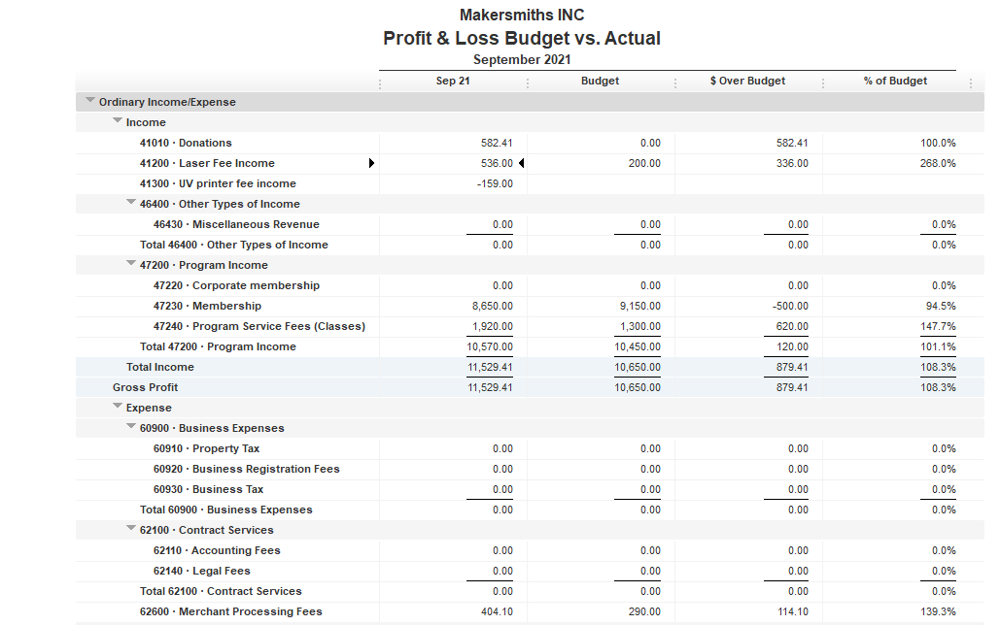 Makersmiths INC
Profit & Loss Budget vs. Actual
September 2021
Sep 21 Budget $ Over Budget % of Budget
Ordinary Income/Expense
Income
41010 · Donations 582.41 0.00 582.41 100.0%
41200 · Laser Fee Income 536.00 200.00 336.00 268.0%
41300 · UV printer fee income -159.00
46400 · Other Types of Income
46430 · Miscellaneous Revenue 0.00 0.00 0.00 0.0%
Total 46400 · Other Types of Income 0.00 0.00 0.00 0.0%
47200 · Program Income
47220 · Corporate membership 0.00 0.00 0.00 0.0%
47230 · Membership 8,650.00 9,150.00 -500.00 94.5%
47240 · Program Service Fees (Classes) 1,920.00 1,300.00 620.00 147.7%
Total 47200 · Program Income 10,570.00 10,450.00 120.00 101.1%
Total Income 11,529.41 10,650.00 879.41 108.3%
Gross Profit 11,529.41 10,650.00 879.41 108.3%
Expense
60900 · Business Expenses
60910 · Property Tax 0.00 0.00 0.00 0.0%
60920 · Business Registration Fees 0.00 0.00 0.00 0.0%
60930 · Business Tax 0.00 0.00 0.00 0.0%
Total 60900 · Business Expenses 0.00 0.00 0.00 0.0%
62100 · Contract Services
62110 · Accounting Fees 0.00 0.00 0.00 0.0%
62140 · Legal Fees 0.00 0.00 0.00 0.0%
Total 62100 · Contract Services 0.00 0.00 0.00 0.0%
62600 · Merchant Processing Fees 404.10 290.00 114.10 139.3%